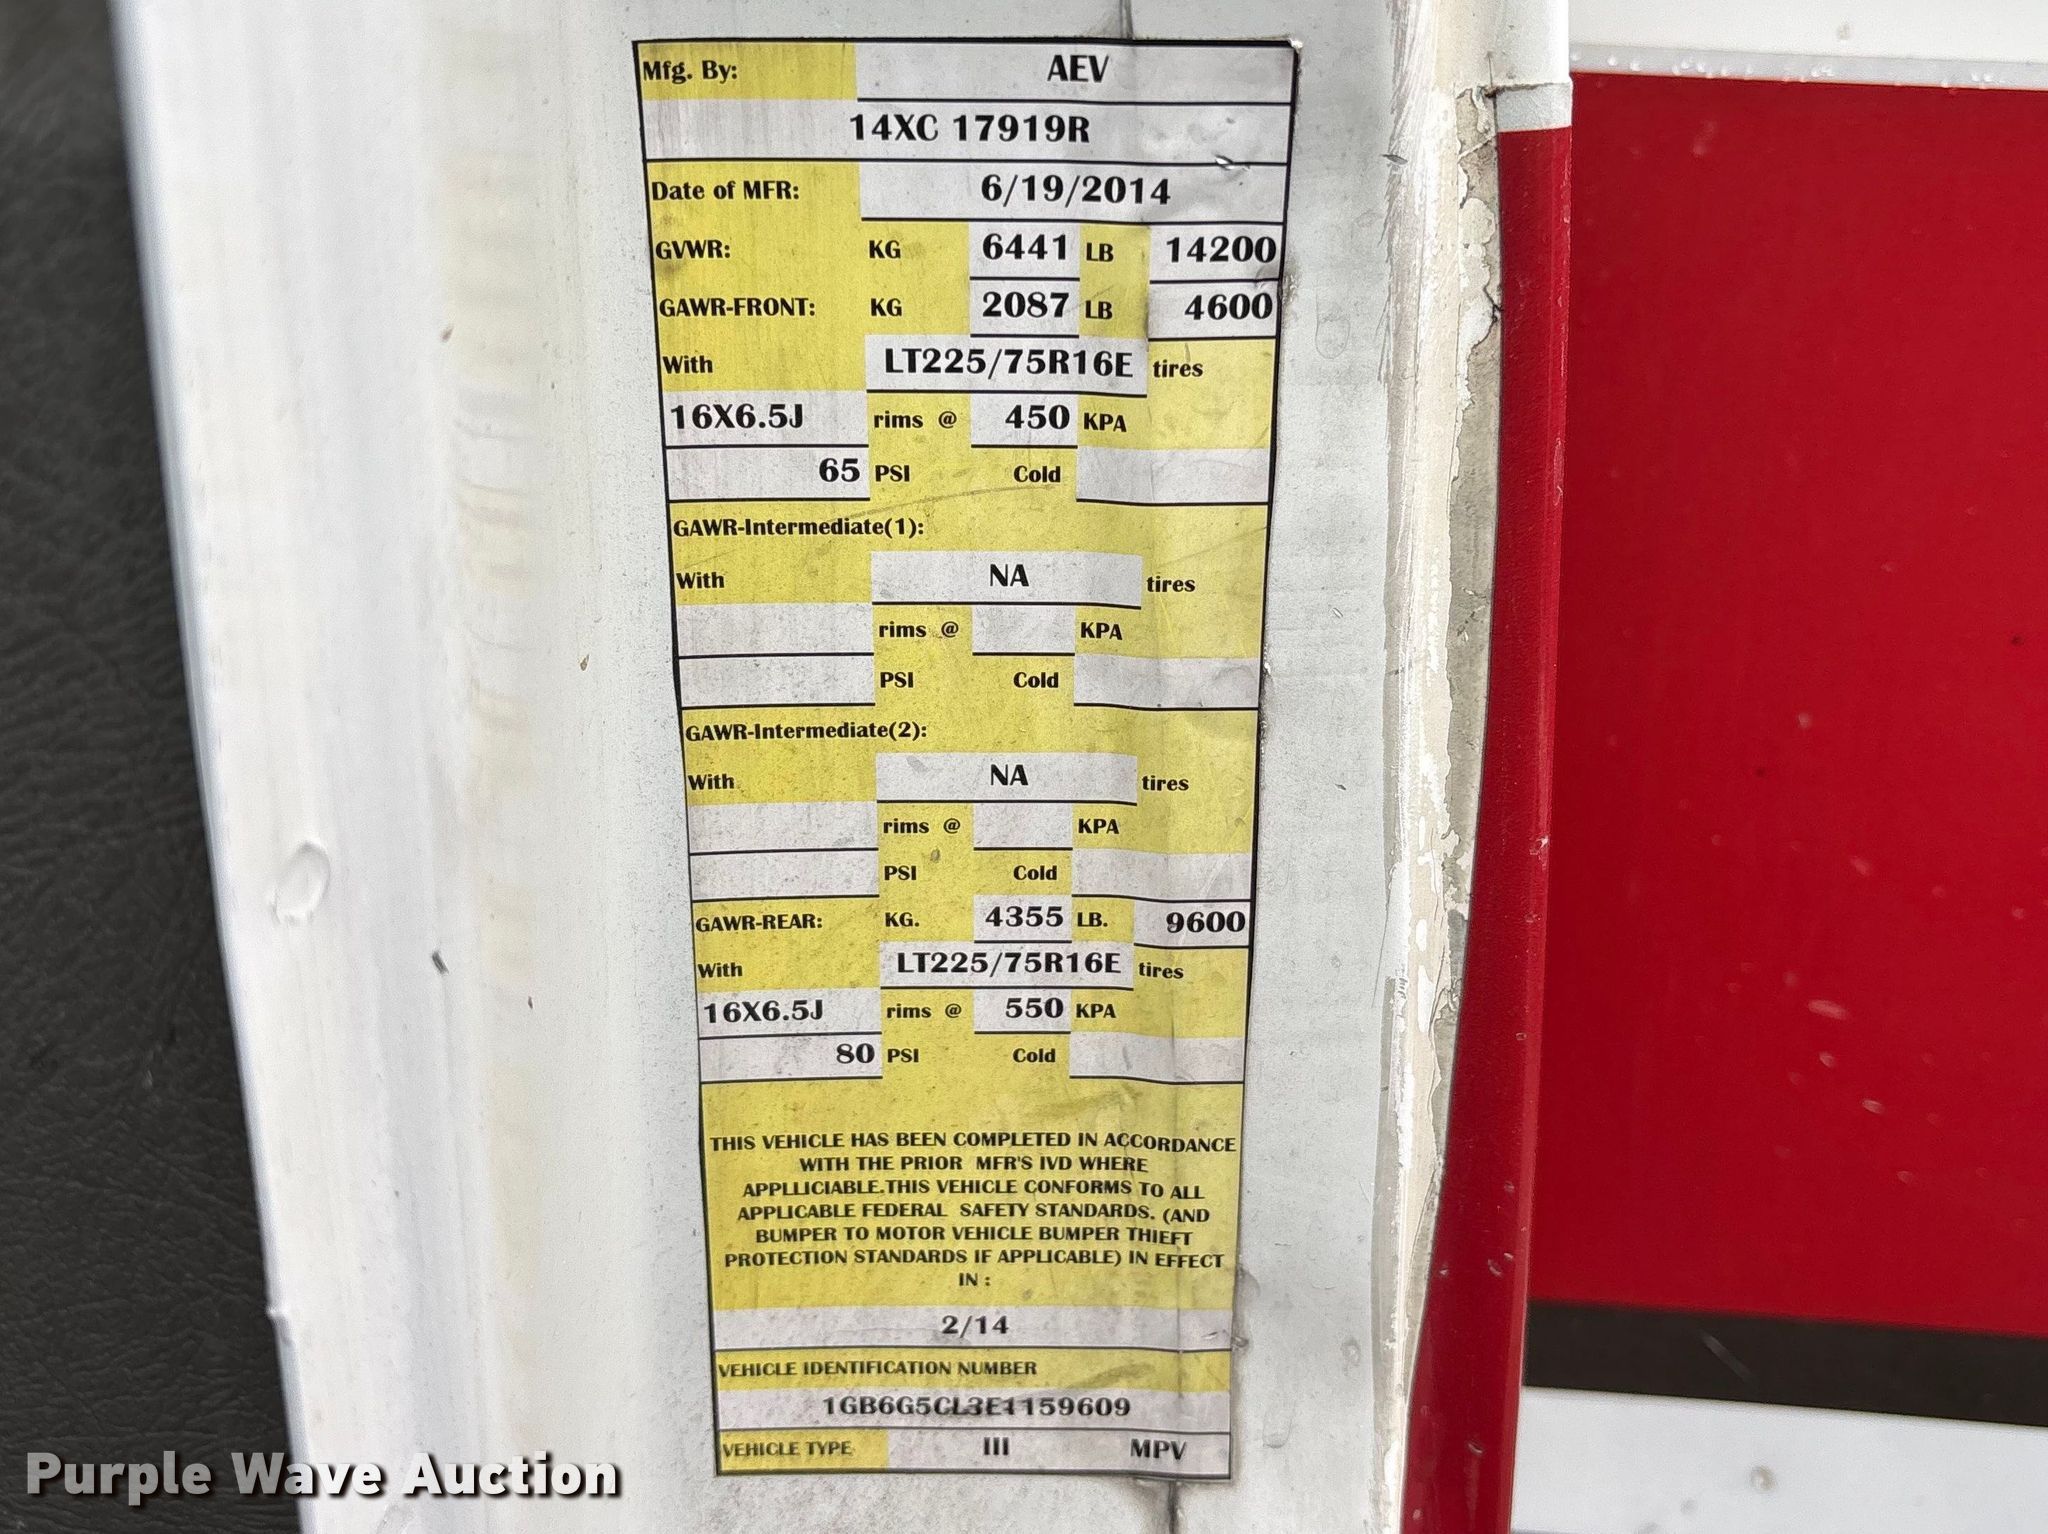 Mfg. By: AEV
14XC 17919R
Date of MFR: 6/19/2014
GVWR: KG 6441 LB 14200
GAWR-FRONT: KG 2087 LB 4600
With LT225/75R16E tires
16X6.5J rims @ 450 KPA
65 PSI Cold
GAWR-Intermediate(1):
With NA tires
rims @ KPA
PSI Cold
GAWR-Intermediate(2):
With NA tires
rims @ KPA
PSI Cold
GAWR-REAR: KG. 4355 LB. 9600
With LT225/75R16E tires
16X6.5J rims @ 550 KPA
80 PSI Cold
THIS VEHICLE HAS BEEN COMPLETED IN ACCORDANCE
WITH THE PRIOR MFR'S IVD WHERE
APPLLICIABLE.THIS VEHICLE CONFORMS TO ALL
APPLICABLE FEDERAL SAFETY STANDARDS. (AND
BUMPER TO MOTOR VEHICLE BUMPER THIEFT
PROTECTION STANDARDS IF APPLICABLE) IN EFFECT
IN :
2/14
VEHICLE IDENTIFICATION NUMBER
1GB6G5CL3E1159609
VEHICLE TYPE III MPV
Purple Wave Auction